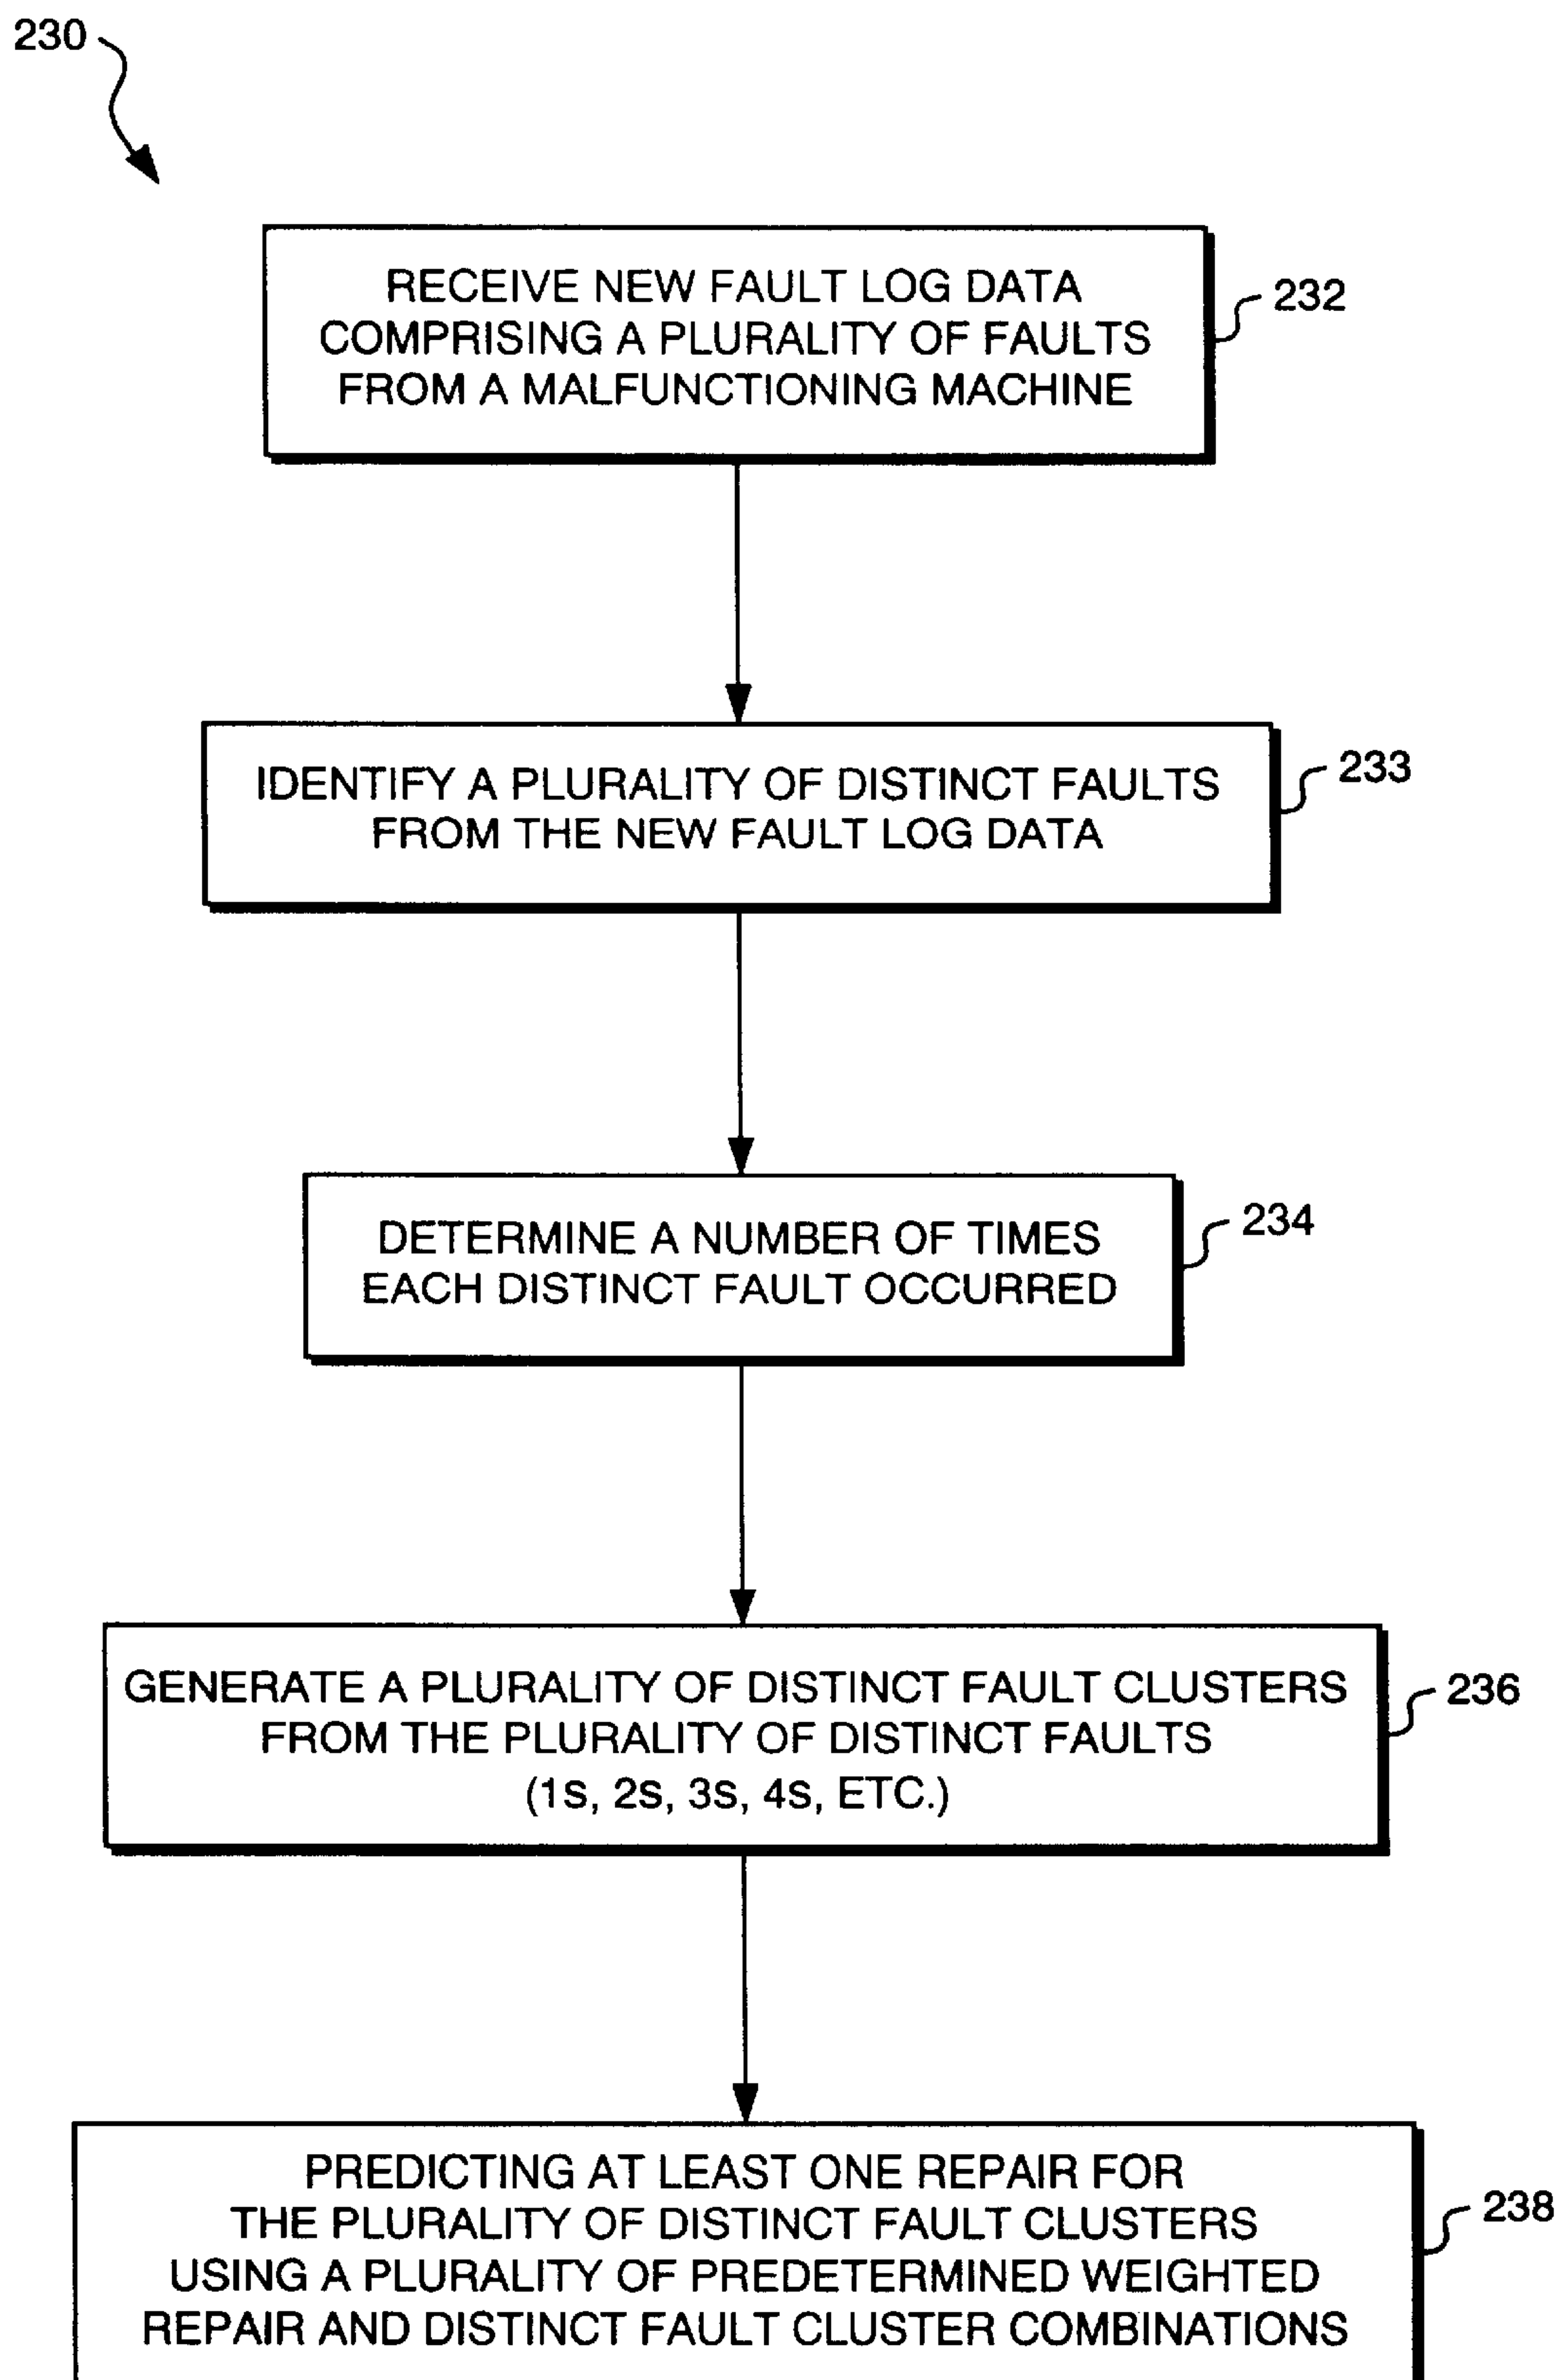 230
RECEIVE NEW FAULT LOG DATA
COMPRISING A PLURALITY OF FAULTS
FROM A MALFUNCTIONING MACHINE
232
IDENTIFY A PLURALITY OF DISTINCT FAULTS
FROM THE NEW FAULT LOG DATA
233
DETERMINE A NUMBER OF TIMES
EACH DISTINCT FAULT OCCURRED
234
GENERATE A PLURALITY OF DISTINCT FAULT CLUSTERS
FROM THE PLURALITY OF DISTINCT FAULTS
(1s, 2s, 3s, 4s, ETC.)
236
PREDICTING AT LEAST ONE REPAIR FOR
THE PLURALITY OF DISTINCT FAULT CLUSTERS
USING A PLURALITY OF PREDETERMINED WEIGHTED
REPAIR AND DISTINCT FAULT CLUSTER COMBINATIONS
238